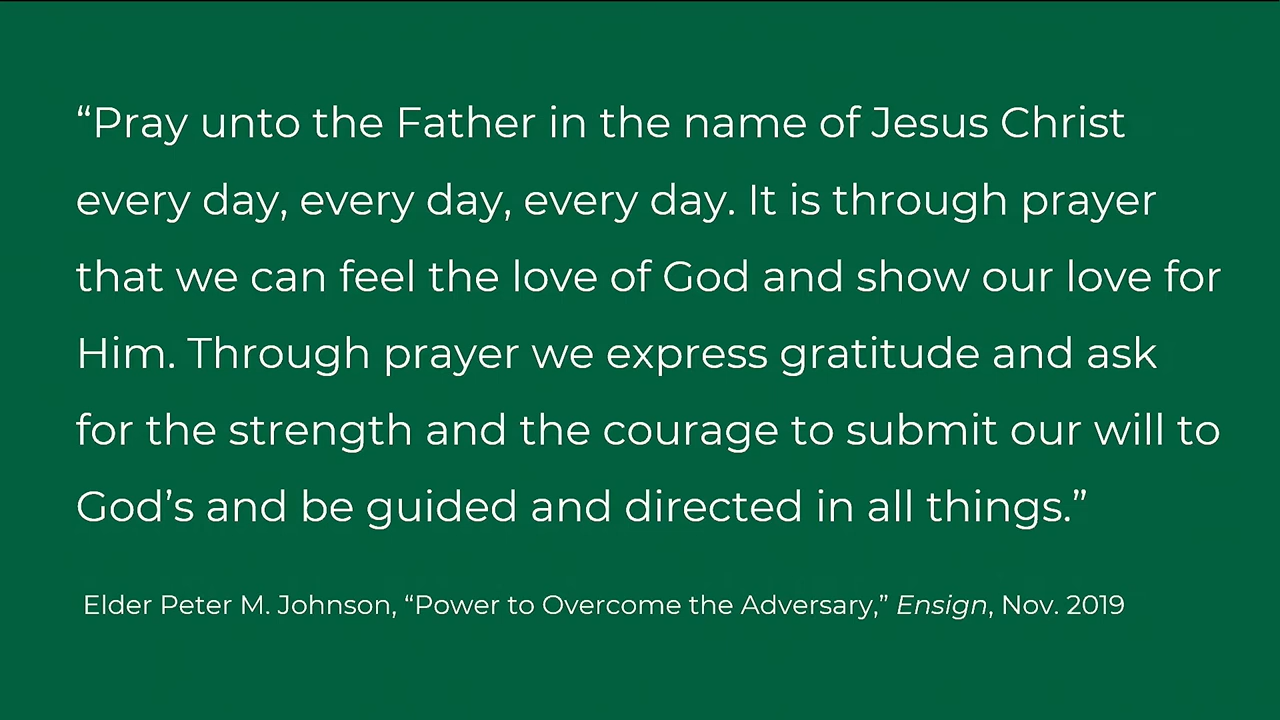 “Pray unto the Father in the name of Jesus Christ
every day, every day, every day. It is through prayer
that we can feel the love of God and show our love for
Him. Through prayer we express gratitude and ask
for the strength and the courage to submit our will to
God’s and be guided and directed in all things.”
Elder Peter M. Johnson, “Power to Overcome the Adversary,” Ensign, Nov. 2019